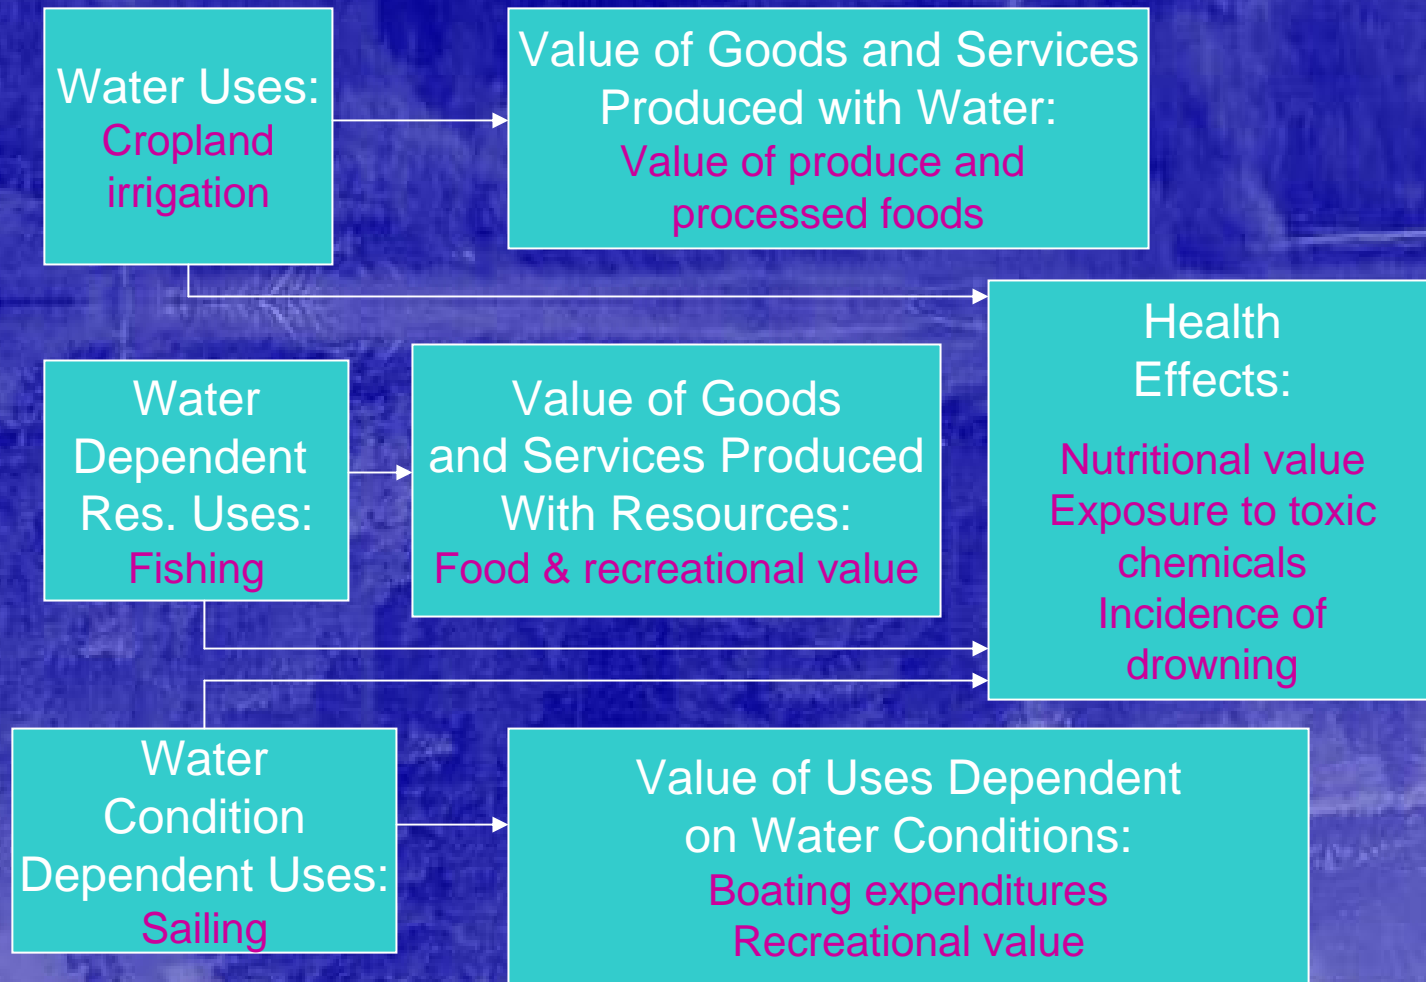 Water Uses:
Cropland
irrigation
Value of Goods and Services
Produced with Water:
Value of produce and
processed foods
Health
Effects:
Nutritional value
Exposure to toxic
chemicals
Incidence of
drowning
Water
Dependent
Res. Uses:
Fishing
Value of Goods
and Services Produced
With Resources:
Food & recreational value
Water
Condition
Dependent Uses:
Sailing
Value of Uses Dependent
on Water Conditions:
Boating expenditures
Recreational value